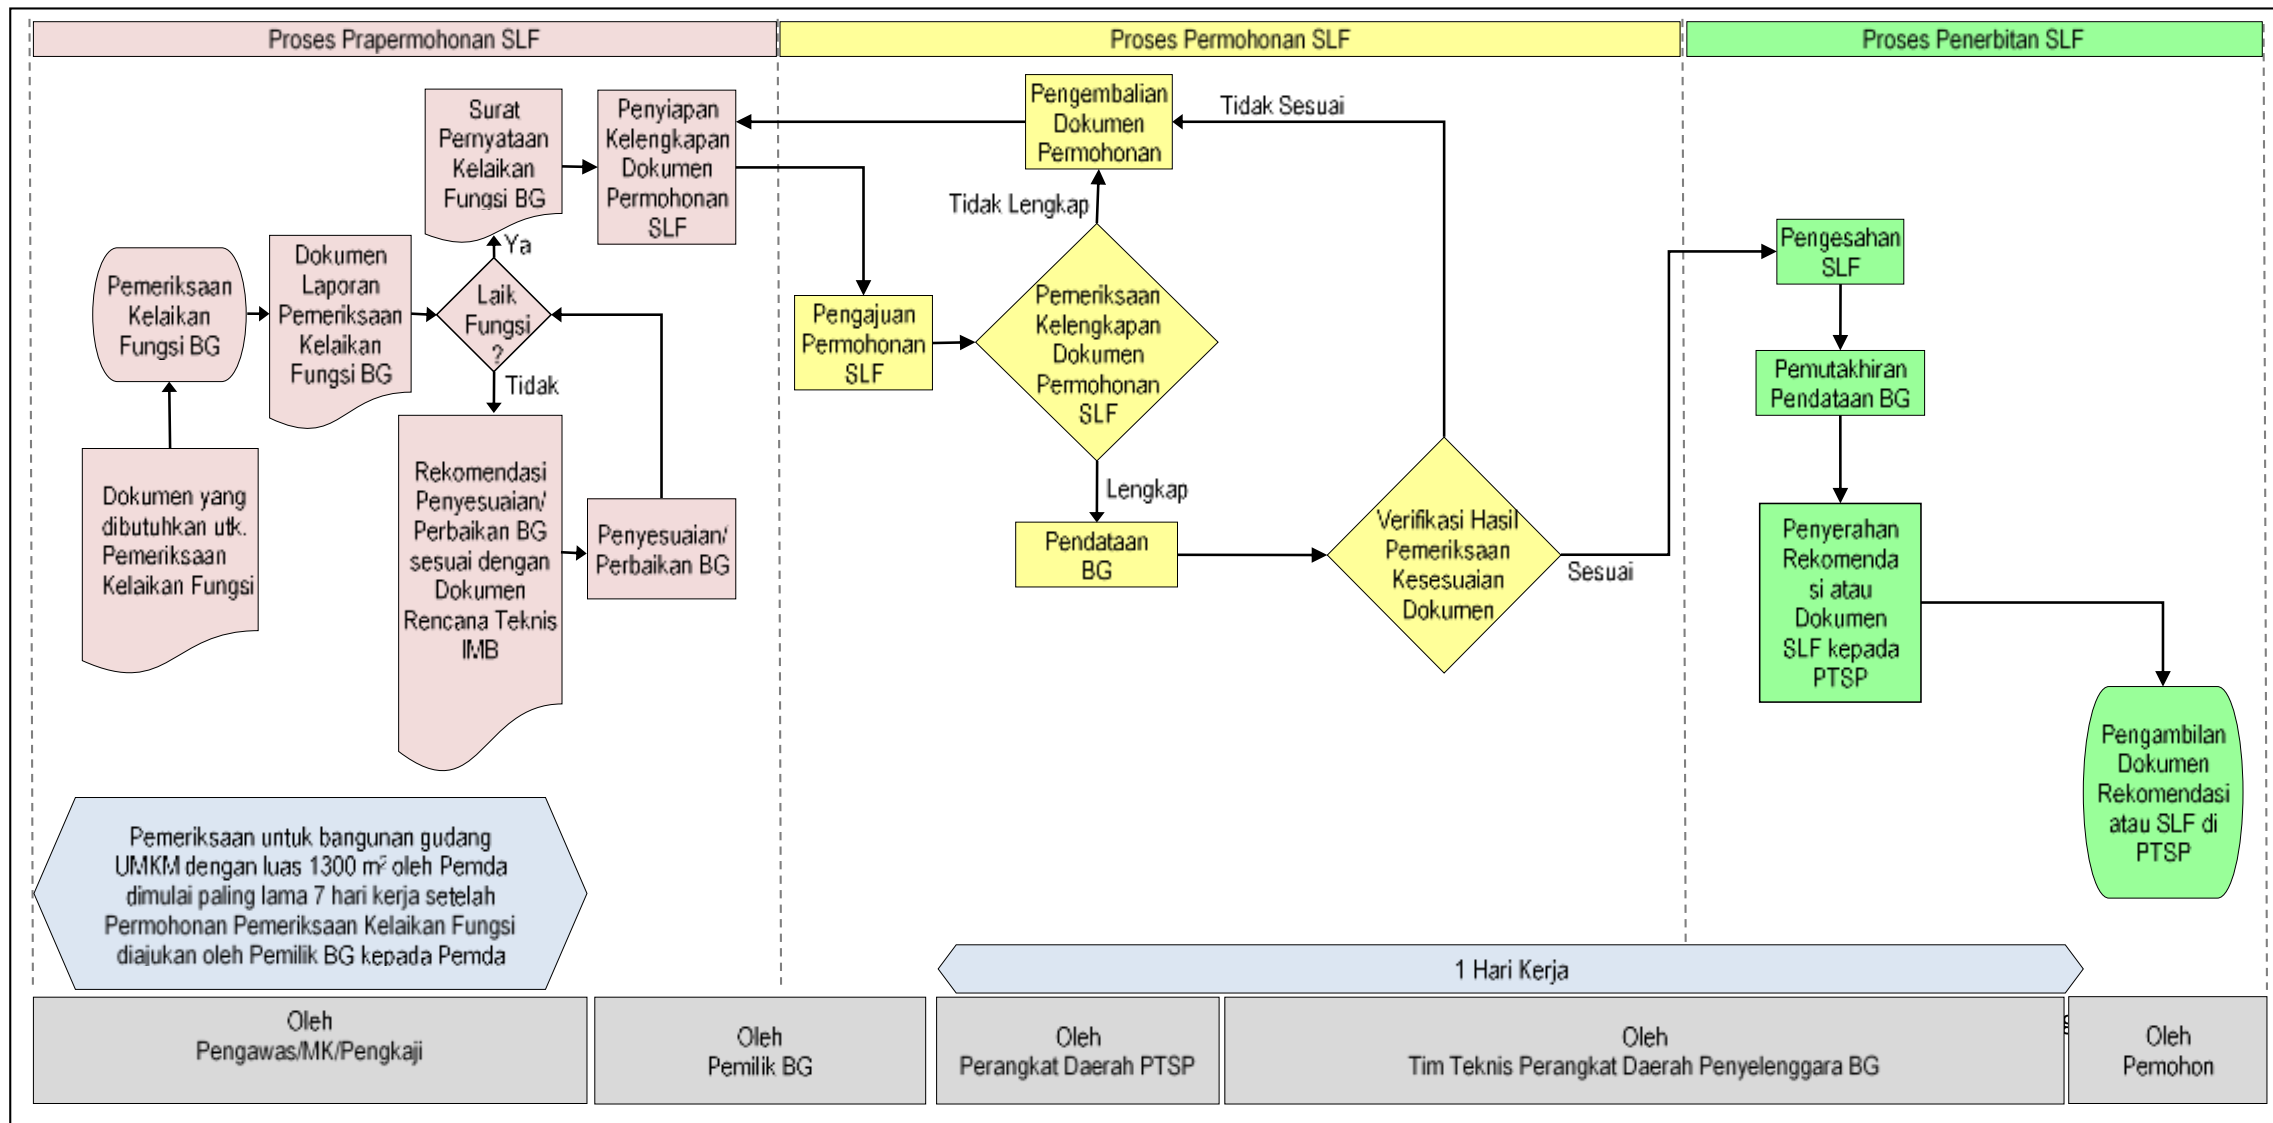 Proses Prapermohonan SLF
Proses Permohonan SLF
Proses Penerbitan SLF
Dokumen yang
dibutuhkan utk.
Pemeriksaan
Kelaikan Fungsi
Pemeriksaan
Kelaikan
Fungsi BG
Dokumen
Laporan
Pemeriksaan
Kelaikan
Fungsi BG
Laik
Fungsi
?
Ya
Tidak
Surat
Pernyataan
Kelaikan
Fungsi BG
Penyiapan
Kelengkapan
Dokumen
Permohonan
SLF
Rekomendasi
Penyesuaian/
Perbaikan BG
sesuai dengan
Dokumen
Rencana Teknis
IMB
Penyesuaian/
Perbaikan BG
Pengajuan
Permohonan
SLF
Pengembalian
Dokumen
Permohonan
Tidak Sesuai
Tidak Lengkap
Pemeriksaan
Kelengkapan
Dokumen
Permohonan
SLF
Lengkap
Pendataan
BG
Verifikasi Hasil
Pemeriksaan
Kesesuaian
Dokumen
Sesuai
Pengesahan
SLF
Pemutakhiran
Pendataan BG
Penyerahan
Rekomenda
si atau
Dokumen
SLF kepada
PTSP
Pengambilan
Dokumen
Rekomendasi
atau SLF di
PTSP
Pemeriksaan untuk bangunan gudang
UMKM dengan luas 1300 m² oleh Pemda
dimulai paling lama 7 hari kerja setelah
Permohonan Pemeriksaan Kelaikan Fungsi
diajukan oleh Pemilik BG kepada Pemda
1 Hari Kerja
Oleh
Pengawas/MK/Pengkaji
Oleh
Pemilik BG
Oleh
Perangkat Daerah PTSP
Oleh
Tim Teknis Perangkat Daerah Penyelenggara BG
Oleh
Pemohon